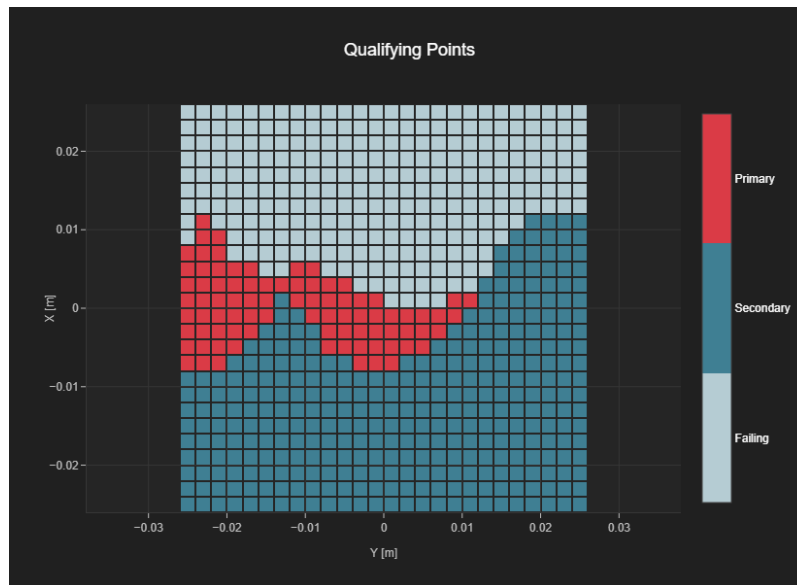 Qualifying Points
Primary
Secondary
Failing
0.02
0.01
0
−0.01
−0.02
X [m]
−0.03
−0.02
−0.01
0
0.01
0.02
0.03
Y [m]